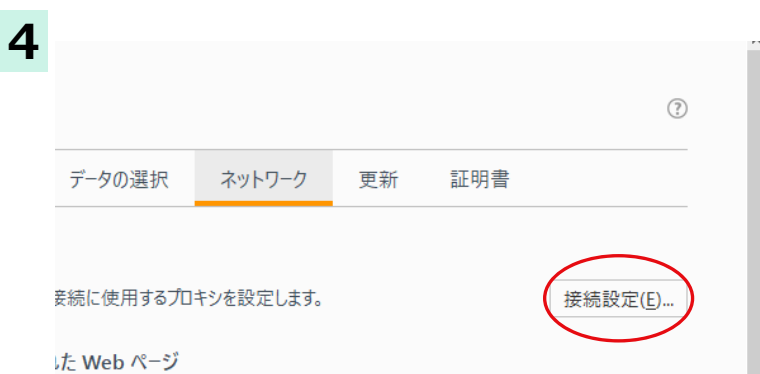 4
?
データの選択 ネットワーク 更新 証明書
接続に使用するプロキシを設定します。 接続設定(E)...
れた Web ページ